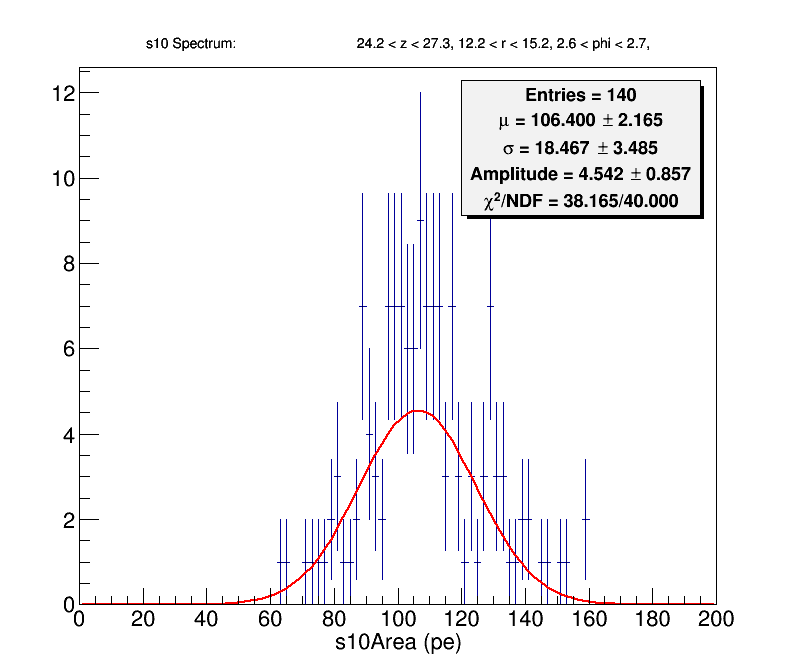 s10 Spectrum: 24.2 < z < 27.3, 12.2 < r < 15.2, 2.6 < phi < 2.7,
Entries = 140
μ = 106.400 ± 2.165
σ = 18.467 ± 3.485
Amplitude = 4.542 ± 0.857
χ²/NDF = 38.165/40.000
12
10
8
6
4
2
0
0 20 40 60 80 100 120 140 160 180 200
s10Area (pe)